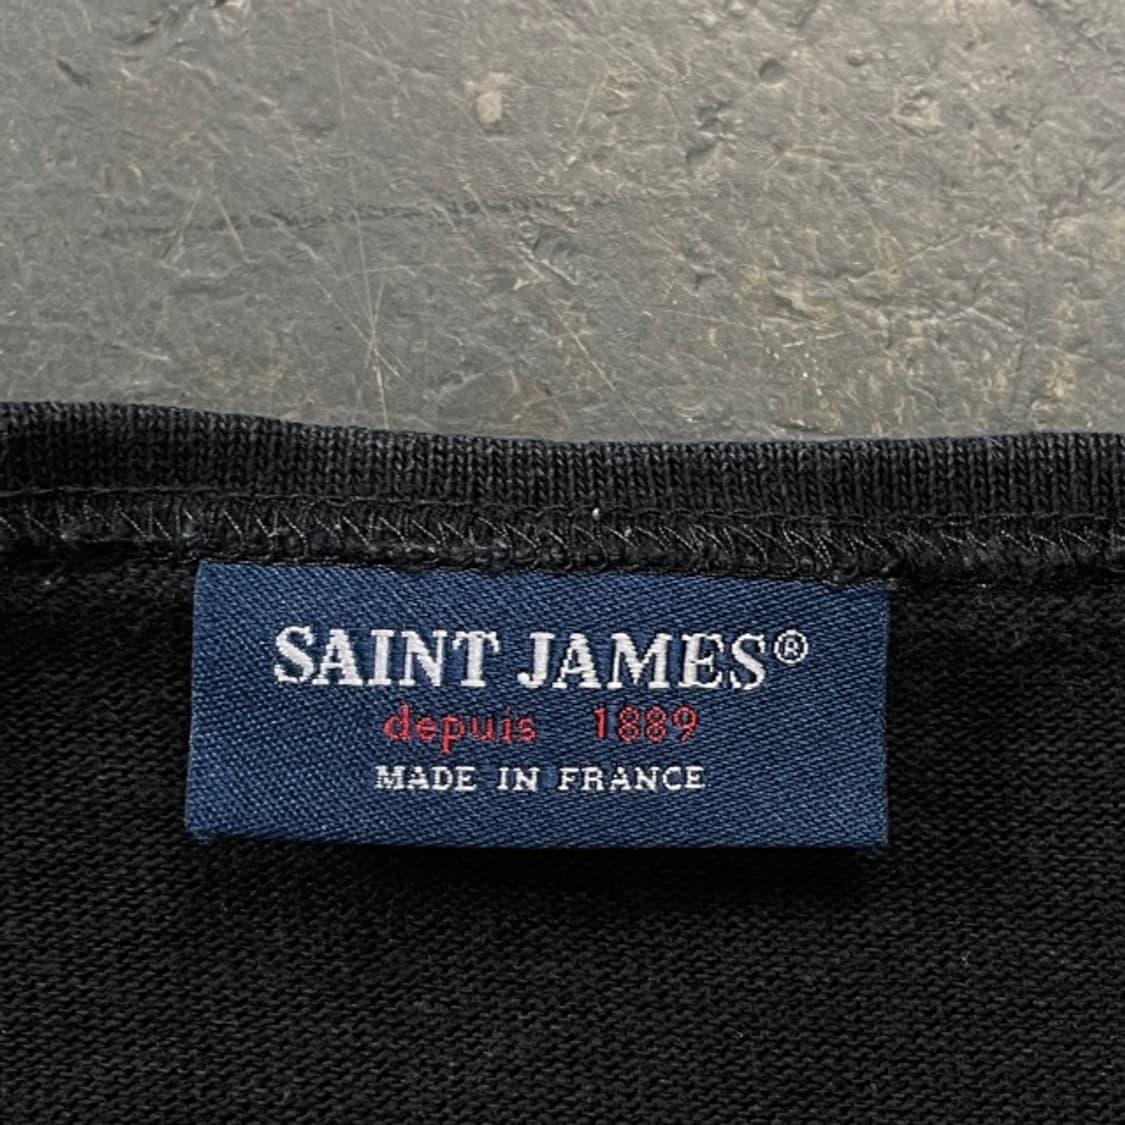 SAINT JAMES®
depuis 1889
MADE IN FRANCE